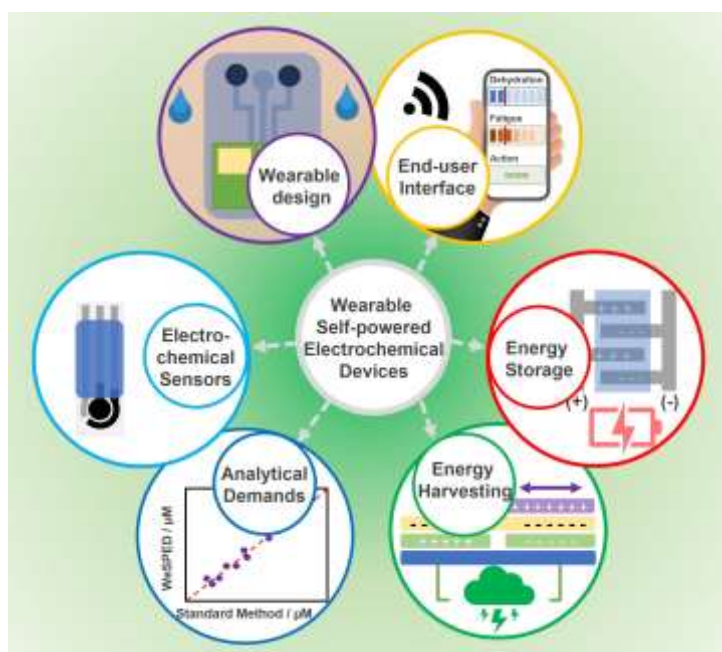 Wearable
design
End-user
Interface
Dehydration
Fatigue
Action
Electro-
chemical
Sensors
Wearable
Self-powered
Electrochemical
Devices
Energy
Storage
(+)
(-)
Analytical
Demands
WeSPED / µM
Standard Method / µM
Energy
Harvesting